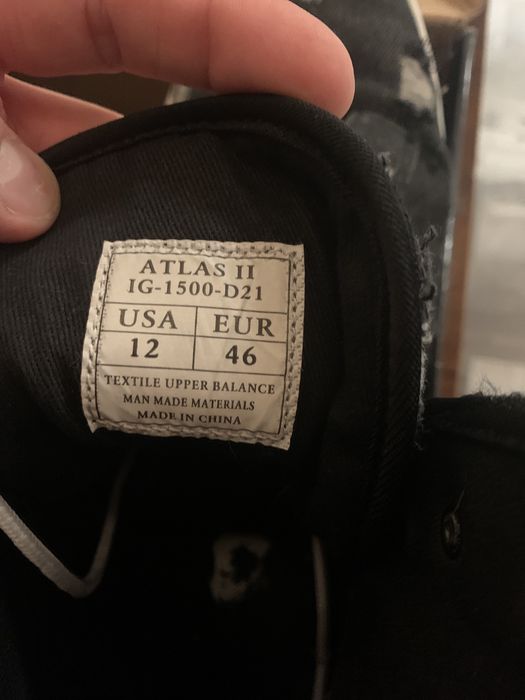 ATLAS II
IG-1500-D21
USA EUR
12 46
TEXTILE UPPER BALANCE
MAN MADE MATERIALS
MADE IN CHINA